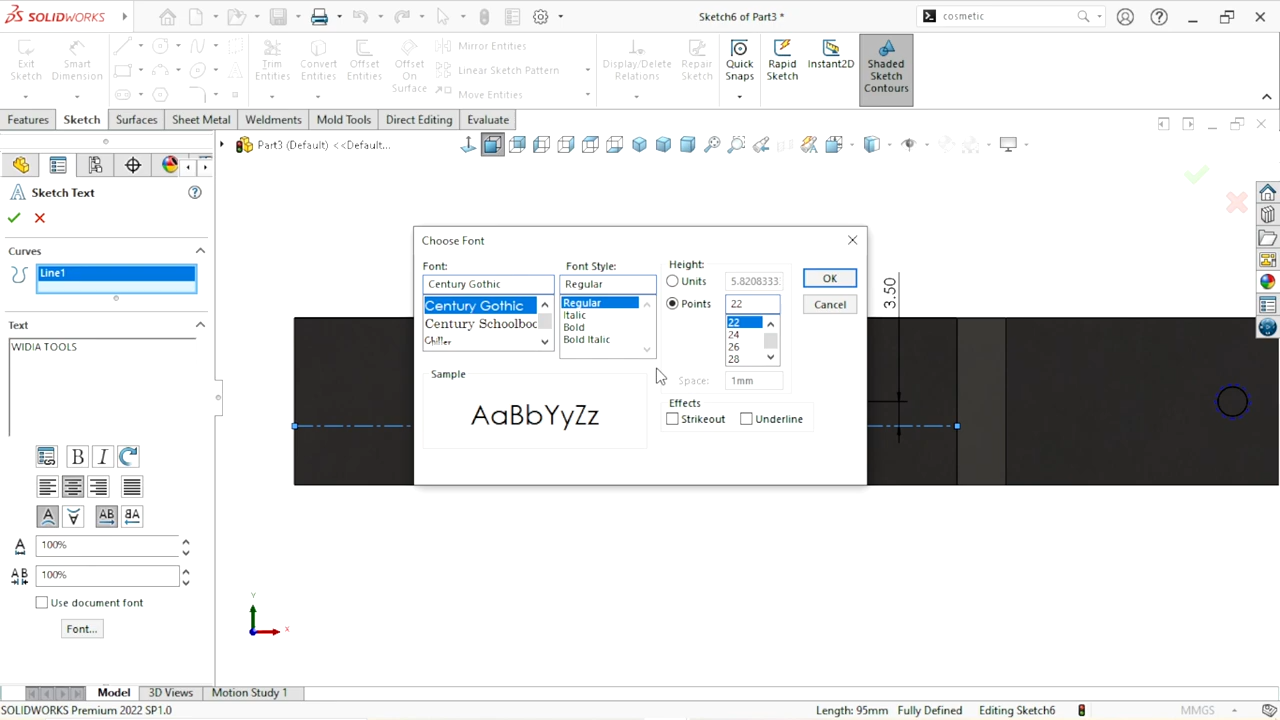 SOLIDWORKS
Sketch6 of Part3 *
cosmetic
Exit Sketch
Smart Dimension
Trim Entities
Convert Entities
Offset Entities
Offset On Surface
Mirror Entities
Linear Sketch Pattern
Move Entities
Display/Delete Relations
Repair Sketch
Quick Snaps
Rapid Sketch
Instant2D
Shaded Sketch Contours
Features
Sketch
Surfaces
Sheet Metal
Weldments
Mold Tools
Direct Editing
Evaluate
Part3 (Default) <<Default...
Sketch Text
Curves
Line1
Text
WIDIA TOOLS
B I
AB BA
100%
AB 100%
Use document font
Font...
Choose Font
Font:
Century Gothic
Century Gothic
Century Schoolboo
Chiller
Font Style:
Regular
Regular
Italic
Bold
Bold Italic
Height:
Units 5.8208333
Points 22
22
24
26
28
Space: 1mm
OK
Cancel
Sample
AaBbYyZz
Effects
Strikeout
Underline
3.50
Y
X
Model
3D Views
Motion Study 1
SOLIDWORKS Premium 2022 SP1.0
Length: 95mm
Fully Defined
Editing Sketch6
MMGS